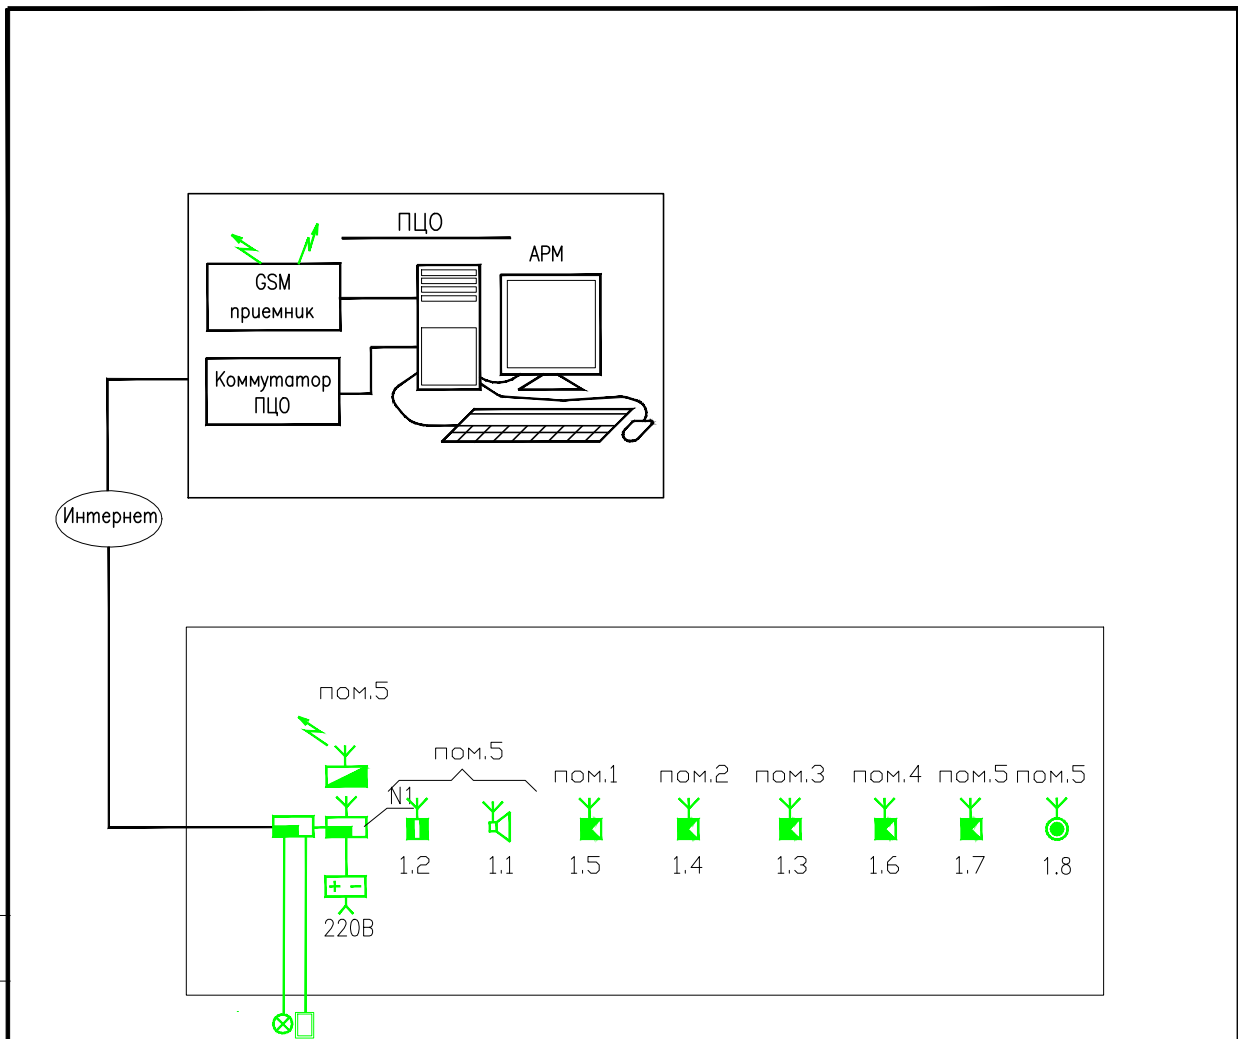 ПЦО
АРМ
GSM
приемник
Коммутатор
ПЦО
Интернет
пом.5
пом.5
пом.1
пом.2
пом.3
пом.4
пом.5
пом.5
N1
1.2
1.1
1.5
1.4
1.3
1.6
1.7
1.8
+ -
220В